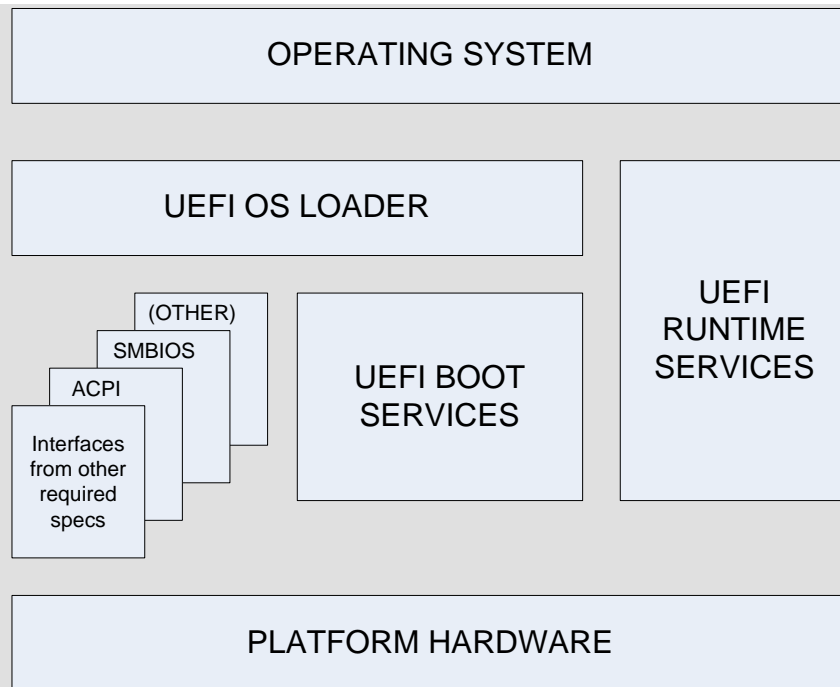 OPERATING SYSTEM
UEFI OS LOADER
UEFI
RUNTIME
SERVICES
(OTHER)
SMBIOS
ACPI
Interfaces
from other
required
specs
UEFI BOOT
SERVICES
PLATFORM HARDWARE